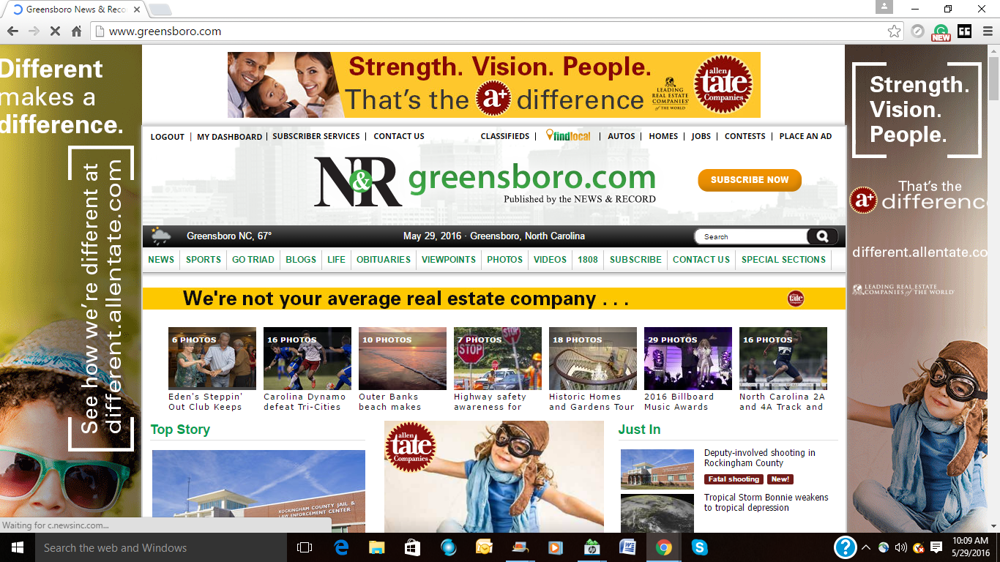 Greensboro News & Reco
www.greensboro.com
NEW
Different
makes a
difference.
See how we're different at
different.allentate.com
Strength. Vision. People.
That's the a+ difference
LEADING
REAL ESTATE
COMPANIES
OF THE WORLD
allen
tate
Companies
Strength.
Vision.
People.
That's the
a+ difference
different.allentate.co
LEADING REAL ESTATE
COMPANIES of THE WORLD
LOGOUT | MY DASHBOARD | SUBSCRIBER SERVICES | CONTACT US
CLASSIFIEDS | findlocal | AUTOS | HOMES | JOBS | CONTESTS | PLACE AN AD
N&R greensboro.com
Published by the NEWS & RECORD
SUBSCRIBE NOW
Greensboro NC, 67°
May 29, 2016 · Greensboro, North Carolina
Search
NEWS SPORTS GO TRIAD BLOGS LIFE OBITUARIES VIEWPOINTS PHOTOS VIDEOS 1808 SUBSCRIBE CONTACT US SPECIAL SECTIONS
We're not your average real estate company . . .
tate
6 PHOTOS
Eden's Steppin'
Out Club Keeps
16 PHOTOS
Carolina Dynamo
defeat Tri-Cities
10 PHOTOS
Outer Banks
beach makes
7 PHOTOS
STOP
Highway safety
awareness for
18 PHOTOS
Historic Homes
and Gardens Tour
29 PHOTOS
2016 Billboard
Music Awards
16 PHOTOS
North Carolina 2A
and 4A Track and
Top Story
ROCKINGHAM COUNTY JAIL &
LAW ENFORCEMENT CENTER
allen
tate
Companies
Just In
Deputy-involved shooting in
Rockingham County
Fatal shooting New!
Tropical Storm Bonnie weakens
to tropical depression
Waiting for c.newsinc.com...
Search the web and Windows
10:09 AM
5/29/2016